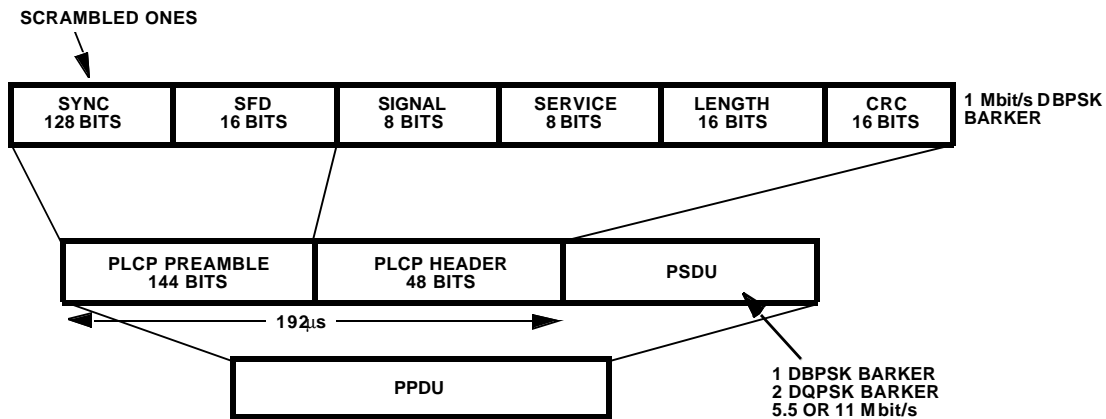 SCRAMBLED ONES
SYNC
128 BITS
SFD
16 BITS
SIGNAL
8 BITS
SERVICE
8 BITS
LENGTH
16 BITS
CRC
16 BITS
1 Mbit/s DBPSK
BARKER
PLCP PREAMBLE
144 BITS
PLCP HEADER
48 BITS
PSDU
192μs
PPDU
1 DBPSK BARKER
2 DQPSK BARKER
5.5 OR 11 Mbit/s